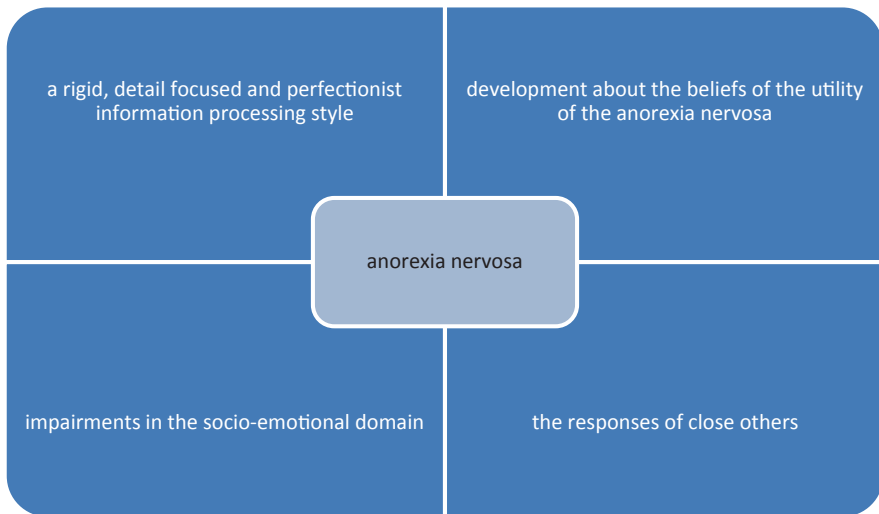 a rigid, detail focused and perfectionist
information processing style
development about the beliefs of the utility
of the anorexia nervosa
anorexia nervosa
impairments in the socio-emotional domain
the responses of close others